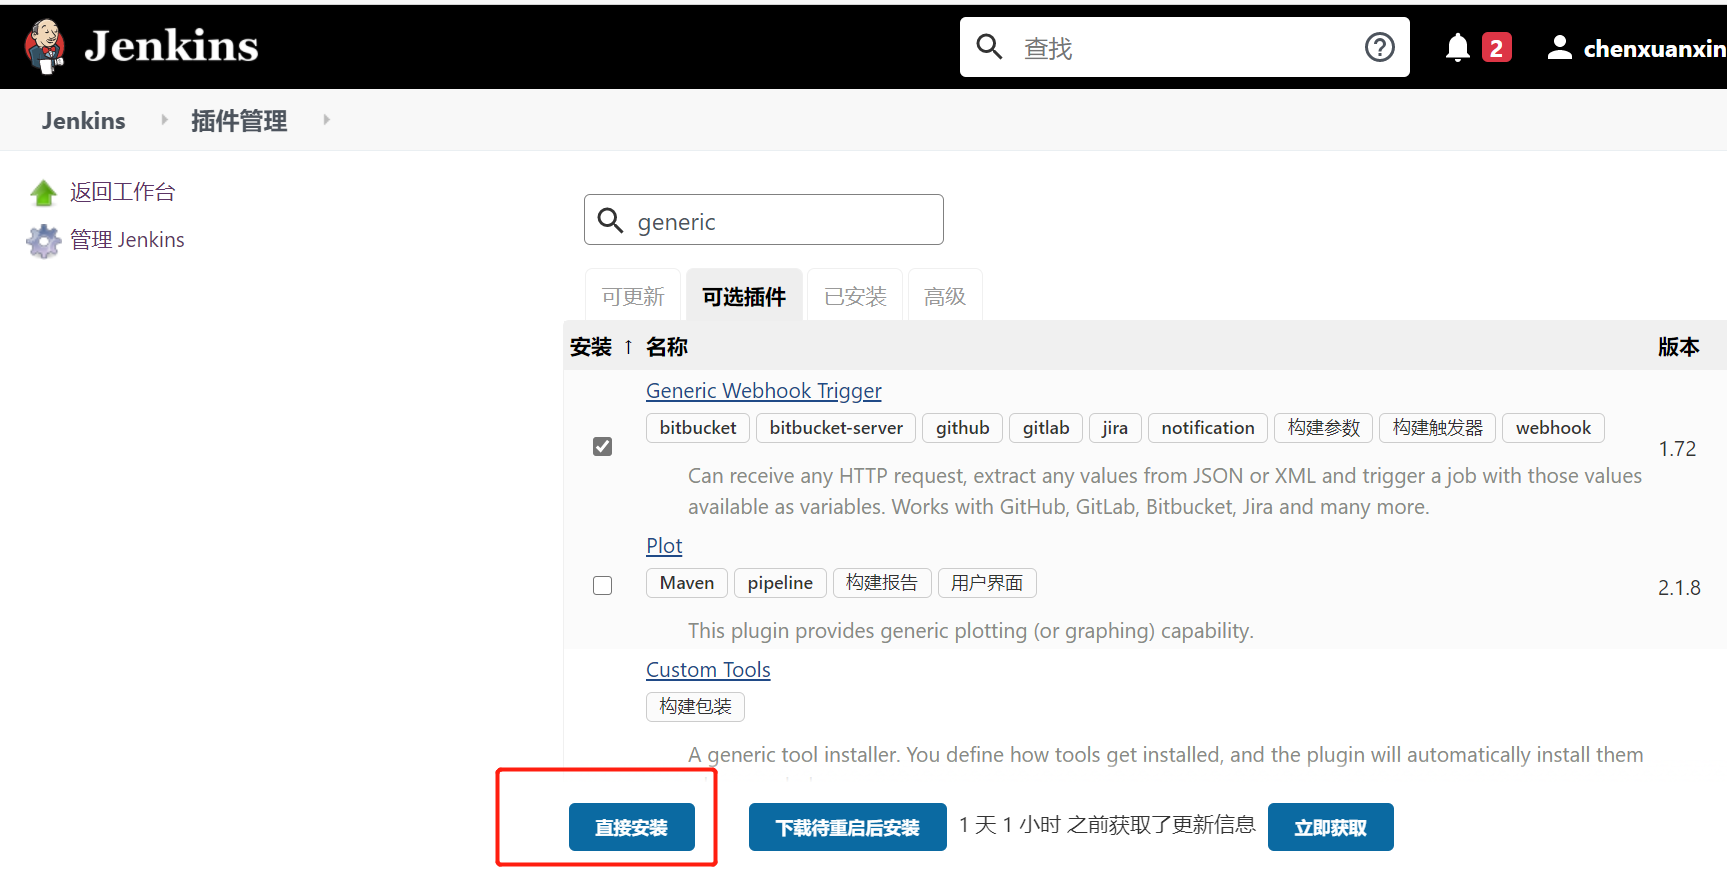 Jenkins
查找
2
chenxuanxin
Jenkins
插件管理
返回工作台
管理 Jenkins
generic
可更新
可选插件
已安装
高级
安装 ↑ 名称 版本
Generic Webhook Trigger
bitbucket bitbucket-server github gitlab jira notification 构建参数 构建触发器 webhook
1.72
Can receive any HTTP request, extract any values from JSON or XML and trigger a job with those values
available as variables. Works with GitHub, GitLab, Bitbucket, Jira and many more.
Plot
Maven pipeline 构建报告 用户界面
2.1.8
This plugin provides generic plotting (or graphing) capability.
Custom Tools
构建包装
A generic tool installer. You define how tools get installed, and the plugin will automatically install them
直接安装
下载待重启后安装
1 天 1 小时 之前获取了更新信息
立即获取